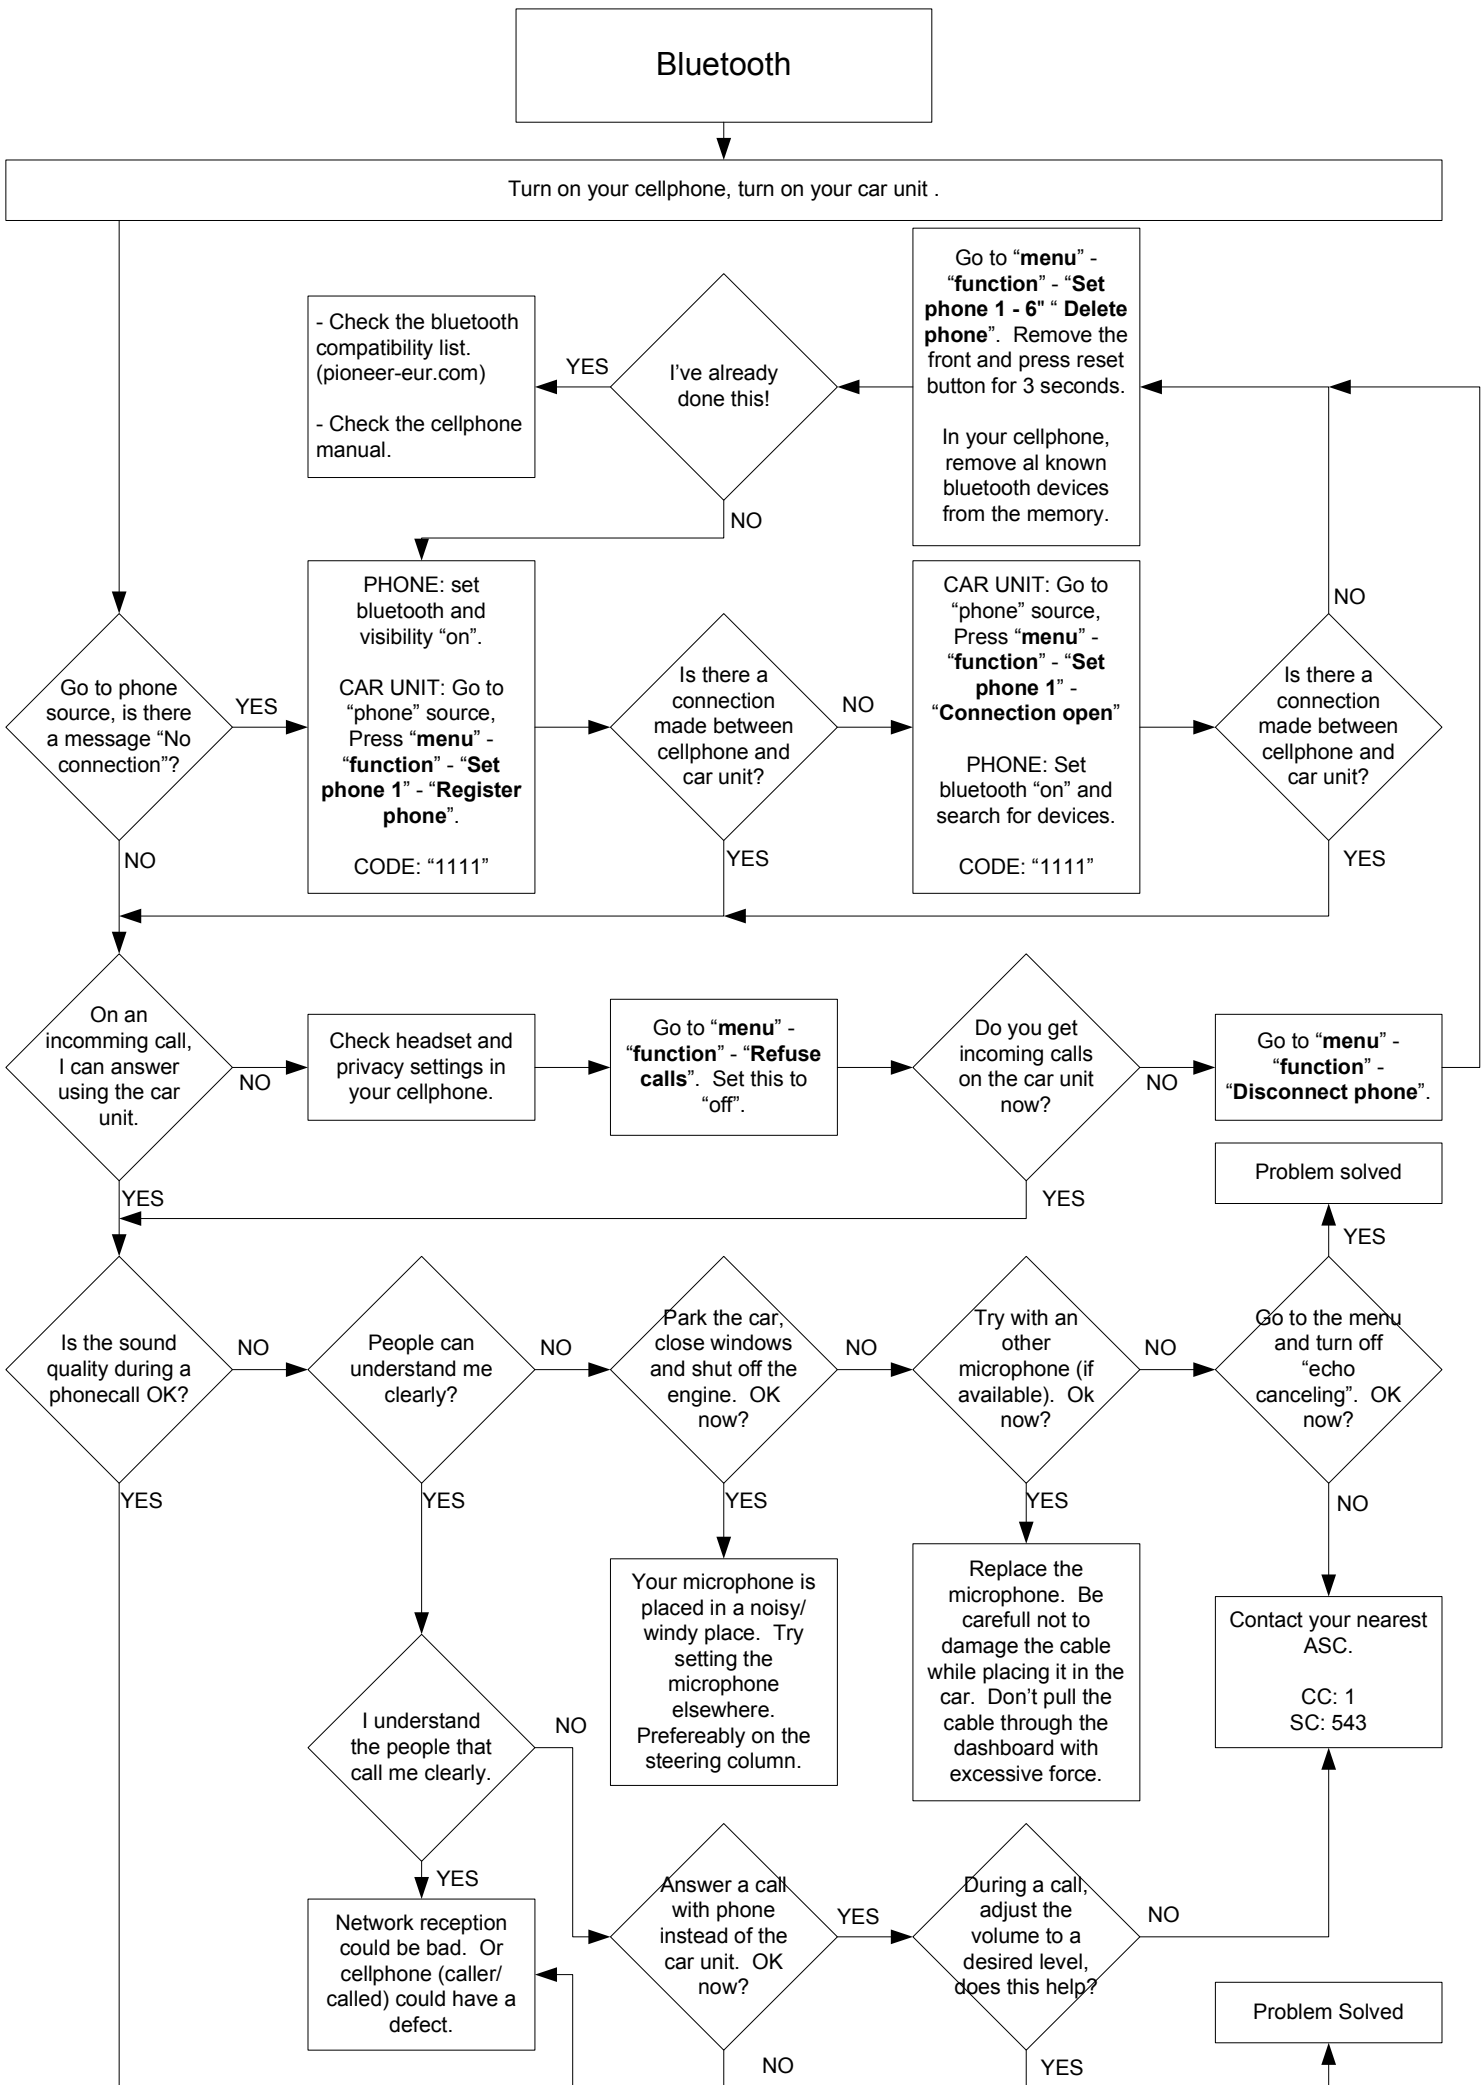 Bluetooth
Turn on your cellphone, turn on your car unit .
Go to “menu” -
“function” - “Set
phone 1 - 6" “ Delete
phone”.  Remove the
front and press reset
button for 3 seconds.
In your cellphone,
remove al known
bluetooth devices
from the memory.
I’ve already
done this!
YES
- Check the bluetooth
compatibility list.
(pioneer-eur.com)
- Check the cellphone
manual.
NO
Go to phone
source, is there
a message “No
connection”?
YES
NO
PHONE: set
bluetooth and
visibility “on”.
CAR UNIT: Go to
“phone” source,
Press “menu” -
“function” - “Set
phone 1” - “Register
phone”.
CODE: “1111”
Is there a
connection
made between
cellphone and
car unit?
NO
YES
CAR UNIT: Go to
“phone” source,
Press “menu” -
“function” - “Set
phone 1” -
“Connection open”
PHONE: Set
bluetooth “on” and
search for devices.
CODE: “1111”
NO
Is there a
connection
made between
cellphone and
car unit?
YES
On an
incomming call,
I can answer
using the car
unit.
NO
YES
Check headset and
privacy settings in
your cellphone.
Go to “menu” -
“function” - “Refuse
calls”.  Set this to
“off”.
Do you get
incoming calls
on the car unit
now?
NO
YES
Go to “menu” -
“function” -
“Disconnect phone”.
Problem solved
YES
Is the sound
quality during a
phonecall OK?
NO
YES
People can
understand me
clearly?
NO
YES
Park the car,
close windows
and shut off the
engine.  OK
now?
NO
YES
Try with an
other
microphone (if
available).  Ok
now?
NO
YES
Go to the menu
and turn off
“echo
canceling”.  OK
now?
NO
Your microphone is
placed in a noisy/
windy place.  Try
setting the
microphone
elsewhere.
Prefereably on the
steering column.
Replace the
microphone.  Be
carefull not to
damage the cable
while placing it in the
car.  Don’t pull the
cable through the
dashboard with
excessive force.
Contact your nearest
ASC.
CC: 1
SC: 543
I understand
the people that
call me clearly.
NO
YES
Network reception
could be bad.  Or
cellphone (caller/
called) could have a
defect.
Answer a call
with phone
instead of the
car unit.  OK
now?
YES
NO
During a call,
adjust the
volume to a
desired level,
does this help?
NO
YES
Problem Solved